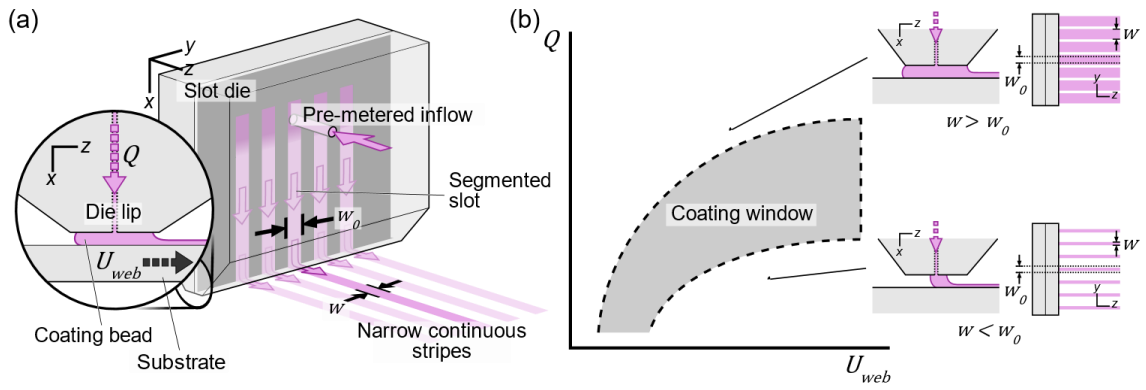 (a)
y
z
x
Slot die
Pre-metered inflow
z
x
Q
Segmented
slot
Die lip
w0
Uweb
w
Coating bead
Substrate
Narrow continuous
stripes
(b)
Q
Coating window
Uweb
z
x
w
w0
y
z
w > w0
z
x
w
w0
y
z
w < w0